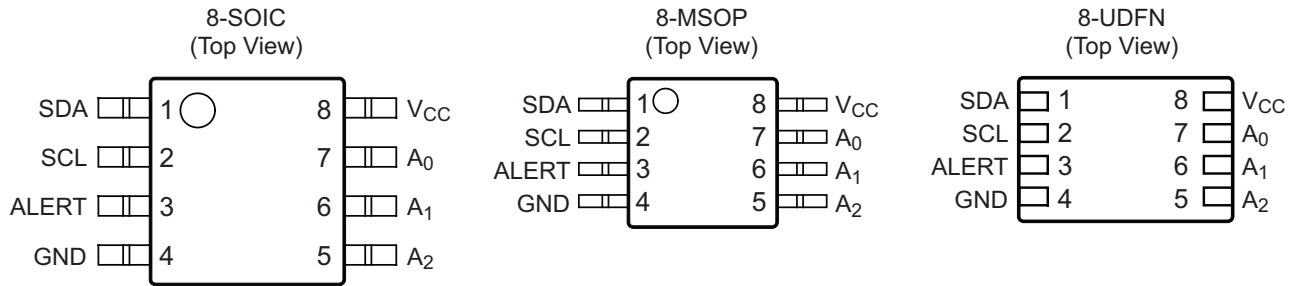 8-SOIC
(Top View)
SDA 1 8 VCC
SCL 2 7 A0
ALERT 3 6 A1
GND 4 5 A2
8-MSOP
(Top View)
SDA 1 8 VCC
SCL 2 7 A0
ALERT 3 6 A1
GND 4 5 A2
8-UDFN
(Top View)
SDA 1 8 VCC
SCL 2 7 A0
ALERT 3 6 A1
GND 4 5 A2